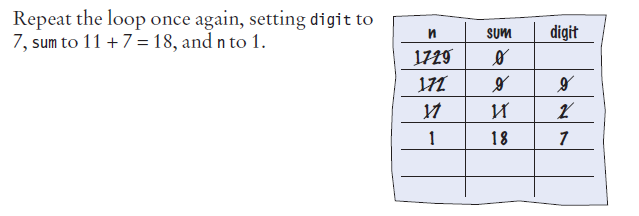 Repeat the loop once again, setting digit to
7, sum to 11 + 7 = 18, and n to 1.
n sum digit
1729 0
172 9 9
17 11 2
1 18 7